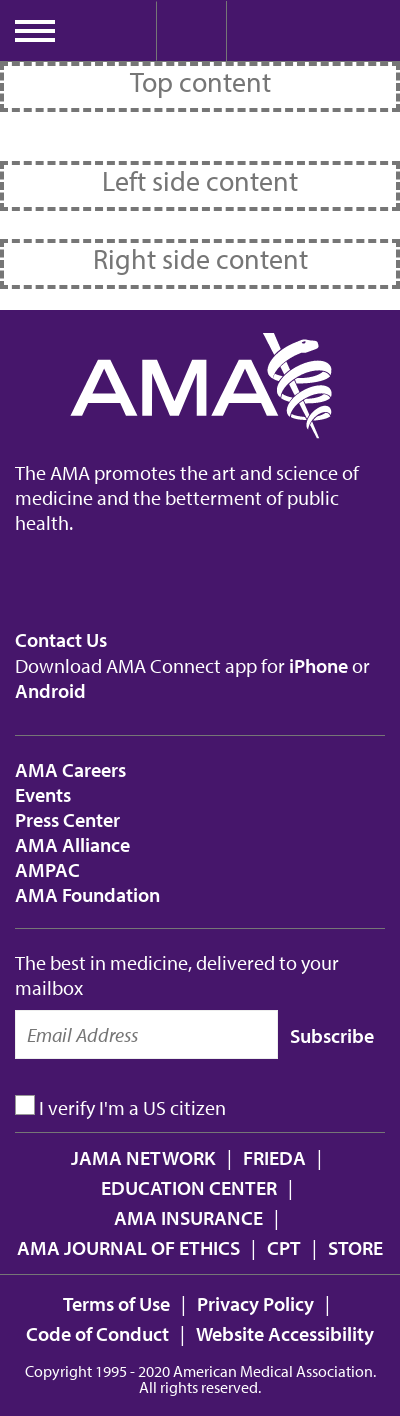 Top content
Left side content
Right side content
AMA
The AMA promotes the art and science of
medicine and the betterment of public
health.
Contact Us
Download AMA Connect app for iPhone or
Android
AMA Careers
Events
Press Center
AMA Alliance
AMPAC
AMA Foundation
The best in medicine, delivered to your
mailbox
Email Address Subscribe
I verify I'm a US citizen
JAMA NETWORK | FRIEDA |
EDUCATION CENTER |
AMA INSURANCE |
AMA JOURNAL OF ETHICS | CPT | STORE
Terms of Use | Privacy Policy |
Code of Conduct | Website Accessibility
Copyright 1995 - 2020 American Medical Association.
All rights reserved.